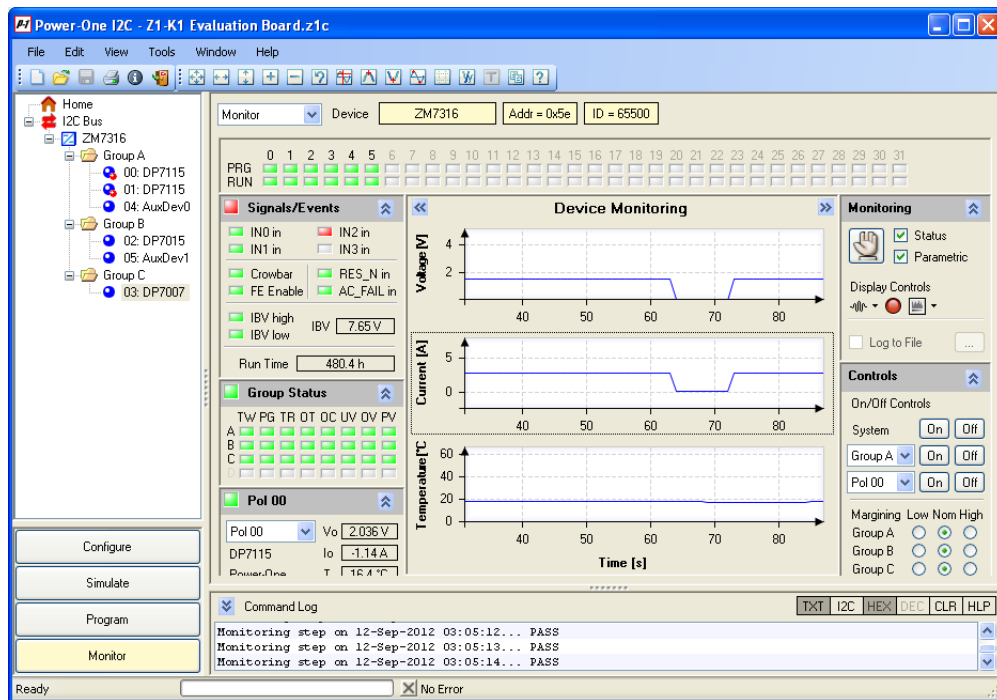 Power-One I2C - Z1-K1 Evaluation Board.z1c
File Edit View Tools Window Help
Home
I2C Bus
ZM7316
Group A
00: DP7115
01: DP7115
04: AuxDev0
Group B
02: DP7015
05: AuxDev1
Group C
03: DP7007
Configure
Simulate
Program
Monitor
Monitor Device ZM7316 Addr = 0x5e ID = 65500
0 1 2 3 4 5 6 7 8 9 10 11 12 13 14 15 16 17 18 19 20 21 22 23 24 25 26 27 28 29 30 31
PRG
RUN
Signals/Events
IN0 in IN2 in
IN1 in IN3 in
Crowbar RES_N in
FE Enable AC_FAIL in
IBV high
IBV low
IBV 7.65 V
Run Time 480.4 h
Group Status
TW PG TR OT OC UV OV PV
A
B
C
D
Pol 00
Pol 00 Vo 2.036 V
DP7115 Io -1.14 A
Power-One T 16.4 °C
Device Monitoring
Voltage [V]
4
2
40 50 60 70 80
Current [A]
5
0
40 50 60 70 80
Temperature[°C
60
40
20
0
40 50 60 70 80
Time [s]
Monitoring
Status
Parametric
Display Controls
Log to File ...
Controls
On/Off Controls
System On Off
Group A On Off
Pol 00 On Off
Margining Low Nom High
Group A
Group B
Group C
Command Log
TXT I2C HEX DEC CLR HLP
Monitoring step on 12-Sep-2012 03:05:12... PASS
Monitoring step on 12-Sep-2012 03:05:13... PASS
Monitoring step on 12-Sep-2012 03:05:14... PASS
Ready
No Error